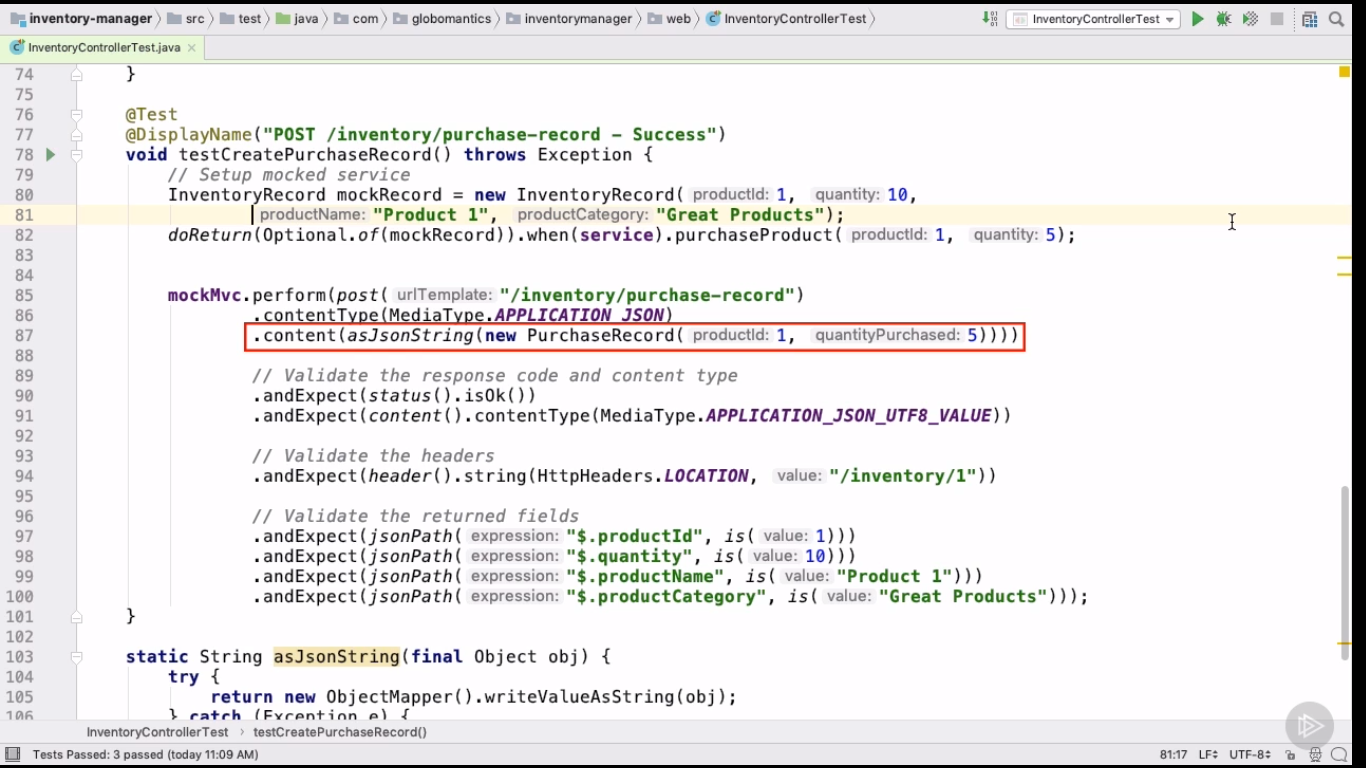 inventory-manager src test java com globomantics inventorymanager web InventoryControllerTest InventoryControllerTest
InventoryControllerTest.java
74 }
75
76 @Test
77 @DisplayName("POST /inventory/purchase-record – Success")
78 void testCreatePurchaseRecord() throws Exception {
79 // Setup mocked service
80 InventoryRecord mockRecord = new InventoryRecord( productId: 1, quantity: 10,
81 productName: "Product 1", productCategory: "Great Products");
82 doReturn(Optional.of(mockRecord)).when(service).purchaseProduct( productId: 1, quantity: 5);
83
84
85 mockMvc.perform(post( urlTemplate: "/inventory/purchase-record")
86 .contentType(MediaType.APPLICATION_JSON)
87 .content(asJsonString(new PurchaseRecord( productId: 1, quantityPurchased: 5))))
88
89 // Validate the response code and content type
90 .andExpect(status().isOk())
91 .andExpect(content().contentType(MediaType.APPLICATION_JSON_UTF8_VALUE))
92
93 // Validate the headers
94 .andExpect(header().string(HttpHeaders.LOCATION, value: "/inventory/1"))
95
96 // Validate the returned fields
97 .andExpect(jsonPath( expression: "$.productId", is( value: 1)))
98 .andExpect(jsonPath( expression: "$.quantity", is( value: 10)))
99 .andExpect(jsonPath( expression: "$.productName", is( value: "Product 1")))
100 .andExpect(jsonPath( expression: "$.productCategory", is( value: "Great Products")));
101 }
102
103 static String asJsonString(final Object obj) {
104 try {
105 return new ObjectMapper().writeValueAsString(obj);
106 } catch (Exception e) {
InventoryControllerTest › testCreatePurchaseRecord()
Tests Passed: 3 passed (today 11:09 AM) 81:17 LF UTF-8